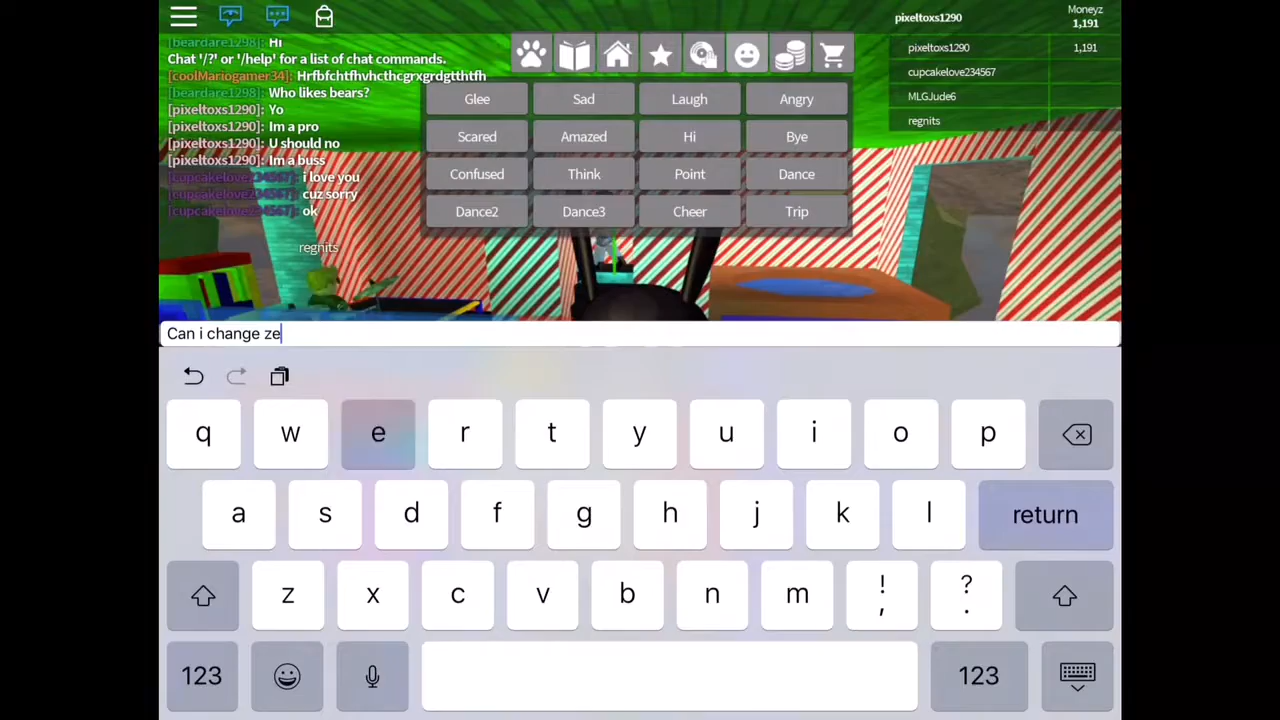 [beardare1298]: Hi
Chat '/?' or '/help' for a list of chat commands.
[coolMariogamer34]: Hrfbfchtfhvhcthcgrxgrdgtthtfh
[beardare1298]: Who likes bears?
[pixeltoxs1290]: Yo
[pixeltoxs1290]: Im a pro
[pixeltoxs1290]: U should no
[pixeltoxs1290]: Im a buss
[cupcakelove234567]: i love you
[cupcakelove234567]: cuz sorry
[cupcakelove234567]: ok
regnits
Glee Sad Laugh Angry
Scared Amazed Hi Bye
Confused Think Point Dance
Dance2 Dance3 Cheer Trip
pixeltoxs1290 Moneyz
1,191
pixeltoxs1290 1,191
cupcakelove234567
MLGJude6
regnits
Can i change ze
q w e r t y u i o p
a s d f g h j k l return
z x c v b n m ! , ? .
123 123